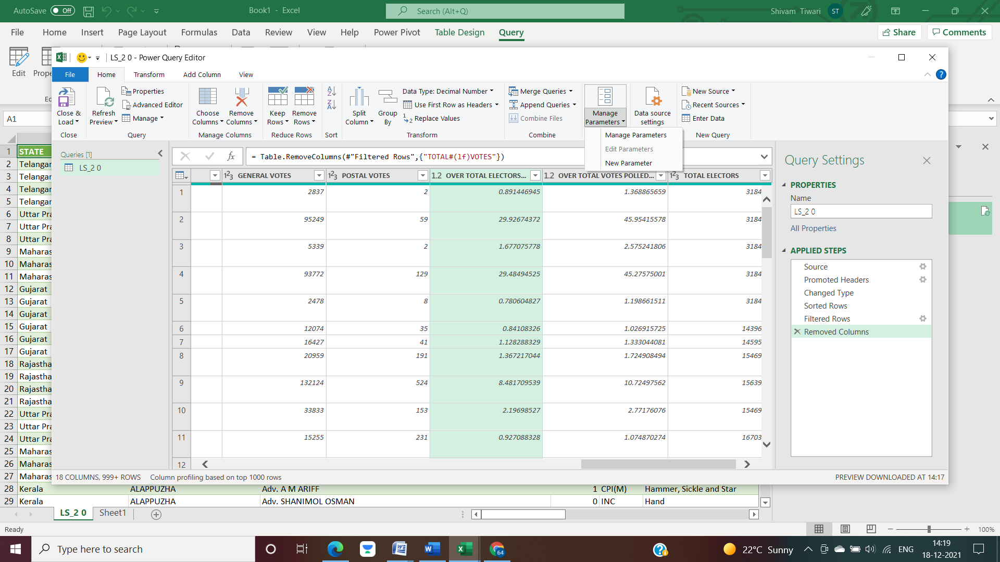 AutoSave Off Book1 - Excel Search (Alt+Q) Shivam Tiwari ST
File Home Insert Page Layout Formulas Data Review View Help Power Pivot Table Design Query Share Comments
LS_2 0 - Power Query Editor
File Home Transform Add Column View
Edit
Close & Load
Refresh Preview
Properties
Advanced Editor
Manage
Choose Columns
Remove Columns
Keep Rows
Remove Rows
Split Column
Group By
Data Type: Decimal Number
Use First Row as Headers
Replace Values
Merge Queries
Append Queries
Combine Files
Manage Parameters
Data source settings
New Source
Recent Sources
Enter Data
Close Query Manage Columns Reduce Rows Sort Transform Combine New Query
Manage Parameters
Edit Parameters
New Parameter
A1
Queries [1]
LS_2 0
= Table.RemoveColumns(#"Filtered Rows",{"TOTAL#(lf)VOTES"})
GENERAL VOTES POSTAL VOTES 1.2 OVER TOTAL ELECTORS... 1.2 OVER TOTAL VOTES POLLED... TOTAL ELECTORS
1 2837 2 0.891446945 1.368865659 3184
2 95249 59 29.92674372 45.95415578 3184
3 5339 2 1.677075778 2.575241806 3184
4 93772 129 29.48494525 45.27575001 3184
5 2478 8 0.780604827 1.198661511 3184
6 12074 35 0.84108326 1.026915725 14396
7 16427 41 1.128288329 1.333044081 14595
8 20959 191 1.367217044 1.724908494 15469
9 132124 524 8.481709539 10.72497562 15639
10 33833 153 2.19698527 2.77176076 15469
11 15255 231 0.927088328 1.074870274 16703
12
Query Settings
PROPERTIES
Name
LS_2 0
All Properties
APPLIED STEPS
Source
Promoted Headers
Changed Type
Sorted Rows
Filtered Rows
Removed Columns
18 COLUMNS, 999+ ROWS Column profiling based on top 1000 rows PREVIEW DOWNLOADED AT 14:17
1 STATE
2 Telangar
3 Telangar
4 Telangar
5 Telangar
6 Uttar Pra
7 Uttar Pra
8 Uttar Pra
9 Maharas
10 Maharas
11 Maharas
12 Gujarat
13 Gujarat
14 Gujarat
15 Gujarat
16 Gujarat
17 Gujarat
18 Rajastha
19 Rajastha
20 Rajastha
21 Rajastha
22 Uttar Pra
23 Uttar Pra
24 Uttar Pra
25 Maharas
26 Maharas
27 Maharas
28 Kerala ALAPPUZHA Adv. A M ARIFF 1 CPI(M) Hammer, Sickle and Star
29 Kerala ALAPPUZHA Adv. SHANIMOL OSMAN 0 INC Hand
LS_2 0 Sheet1
Ready 100%
Type here to search 64 22°C Sunny ENG 14:19
18-12-2021